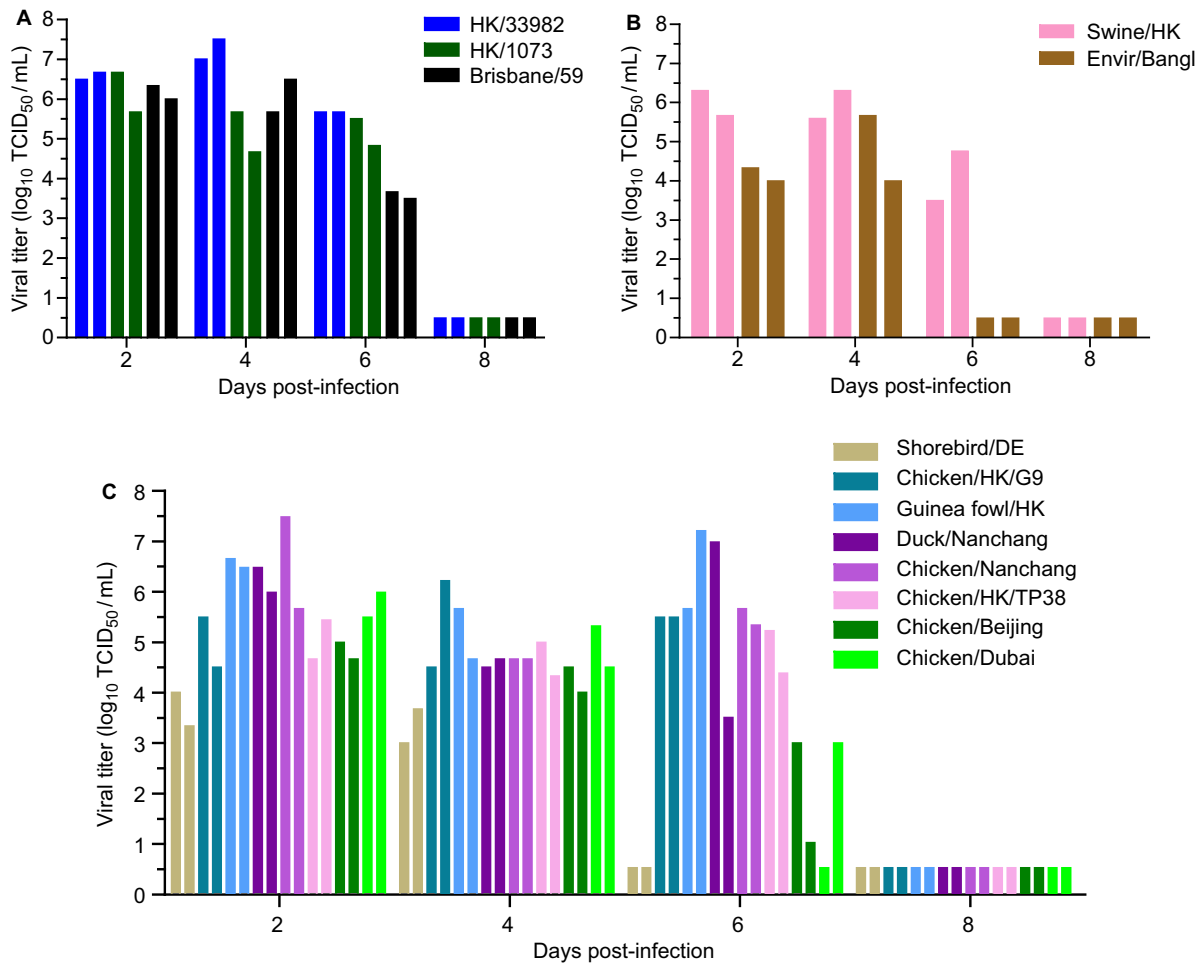 A
HK/33982
HK/1073
Brisbane/59
Viral titer (log10 TCID50/mL)
8
7
6
5
4
3
2
1
0
2 4 6 8
Days post-infection
B
Swine/HK
Envir/Bangl
Viral titer (log10 TCID50/mL)
8
7
6
5
4
3
2
1
0
2 4 6 8
Days post-infection
C
Shorebird/DE
Chicken/HK/G9
Guinea fowl/HK
Duck/Nanchang
Chicken/Nanchang
Chicken/HK/TP38
Chicken/Beijing
Chicken/Dubai
Viral titer (log10 TCID50/mL)
8
7
6
5
4
3
2
1
0
2 4 6 8
Days post-infection